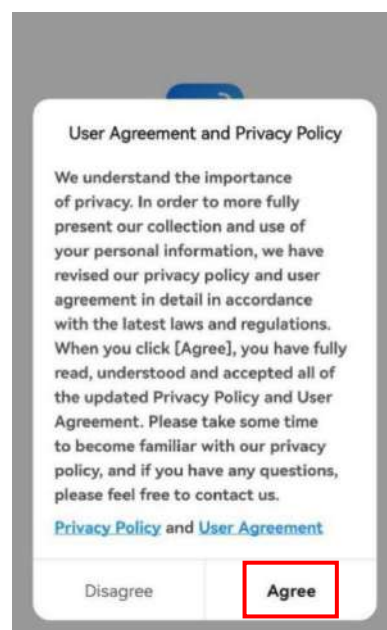 User Agreement and Privacy Policy
We understand the importance
of privacy. In order to more fully
present our collection and use of
your personal information, we have
revised our privacy policy and user
agreement in detail in accordance
with the latest laws and regulations.
When you click [Agree], you have fully
read, understood and accepted all of
the updated Privacy Policy and User
Agreement. Please take some time
to become familiar with our privacy
policy, and if you have any questions,
please feel free to contact us.
Privacy Policy and User Agreement
Disagree Agree